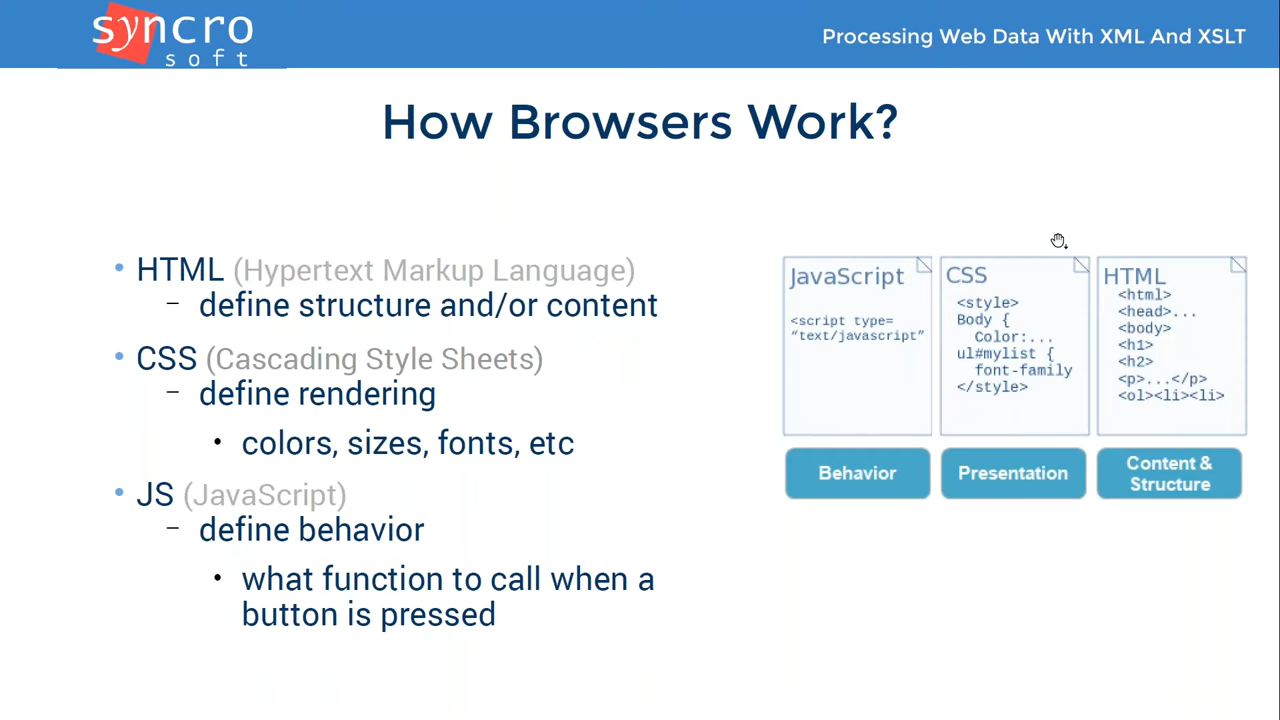 syncro
soft
Processing Web Data With XML And XSLT
How Browsers Work?
• HTML (Hypertext Markup Language)
– define structure and/or content
• CSS (Cascading Style Sheets)
– define rendering
• colors, sizes, fonts, etc
• JS (JavaScript)
– define behavior
• what function to call when a
button is pressed
JavaScript
<script type=
“text/javascript”
Behavior
CSS
<style>
Body {
Color:...
ul#mylist {
font-family
</style>
Presentation
HTML
<html>
<head>...
<body>
<h1>
<h2>
<p>...</p>
<ol><li><li>
Content &
Structure